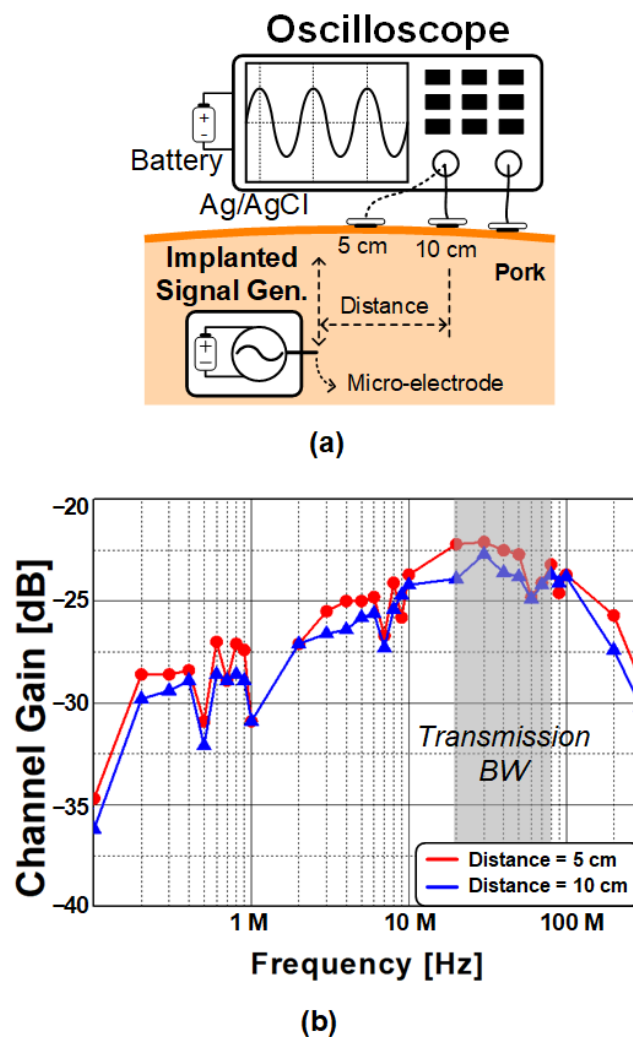 Oscilloscope
Battery
Ag/AgCl
5 cm
10 cm
Pork
Implanted
Signal Gen.
Distance
Micro-electrode
(a)
Channel Gain [dB]
−20
−25
−30
−35
−40
Transmission
BW
Distance = 5 cm
Distance = 10 cm
1 M
10 M
100 M
Frequency [Hz]
(b)